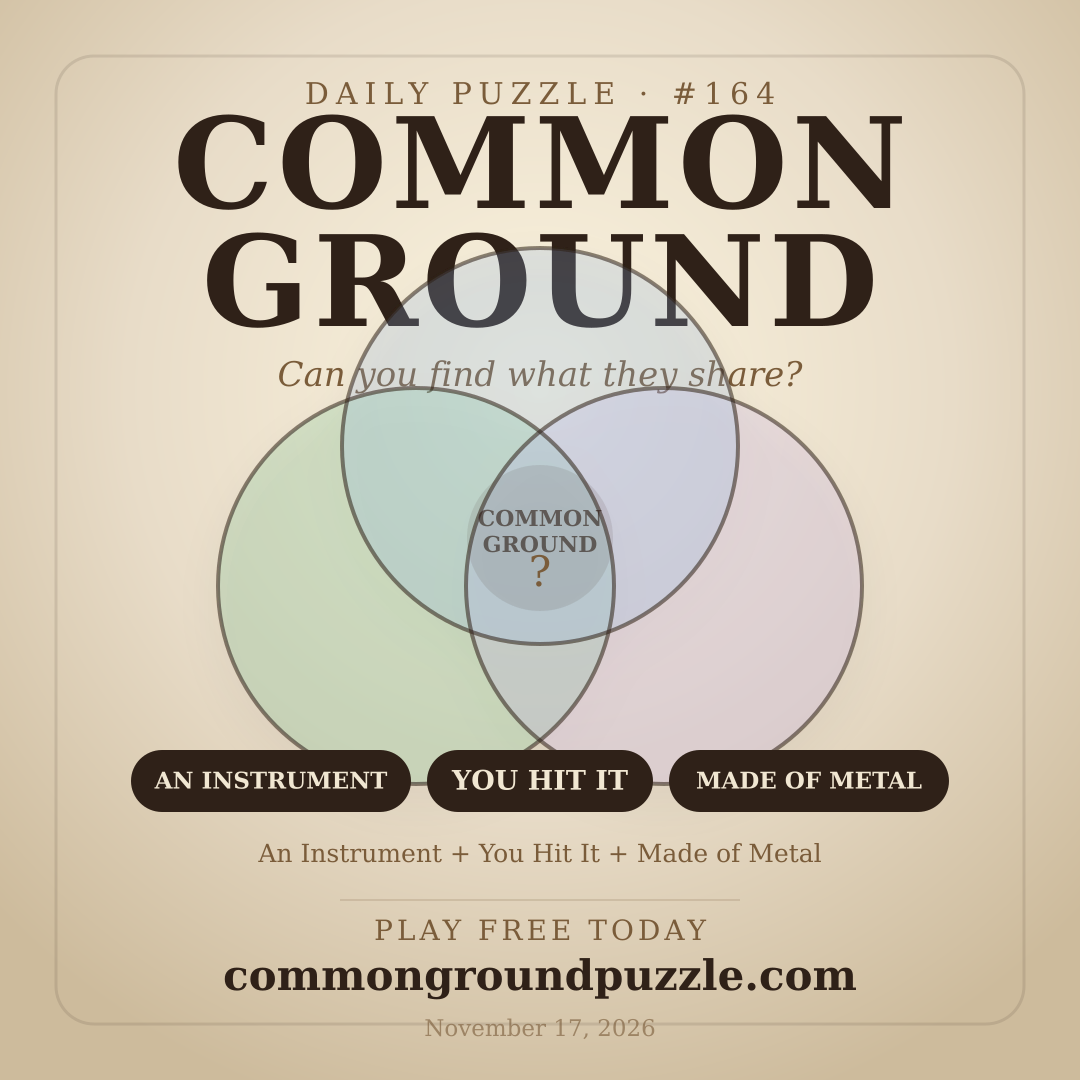 DAILY PUZZLE · #164
COMMON
GROUND
Can you find what they share?
COMMON
GROUND
?
AN INSTRUMENT
YOU HIT IT
MADE OF METAL
An Instrument + You Hit It + Made of Metal
PLAY FREE TODAY
commongroundpuzzle.com
November 17, 2026